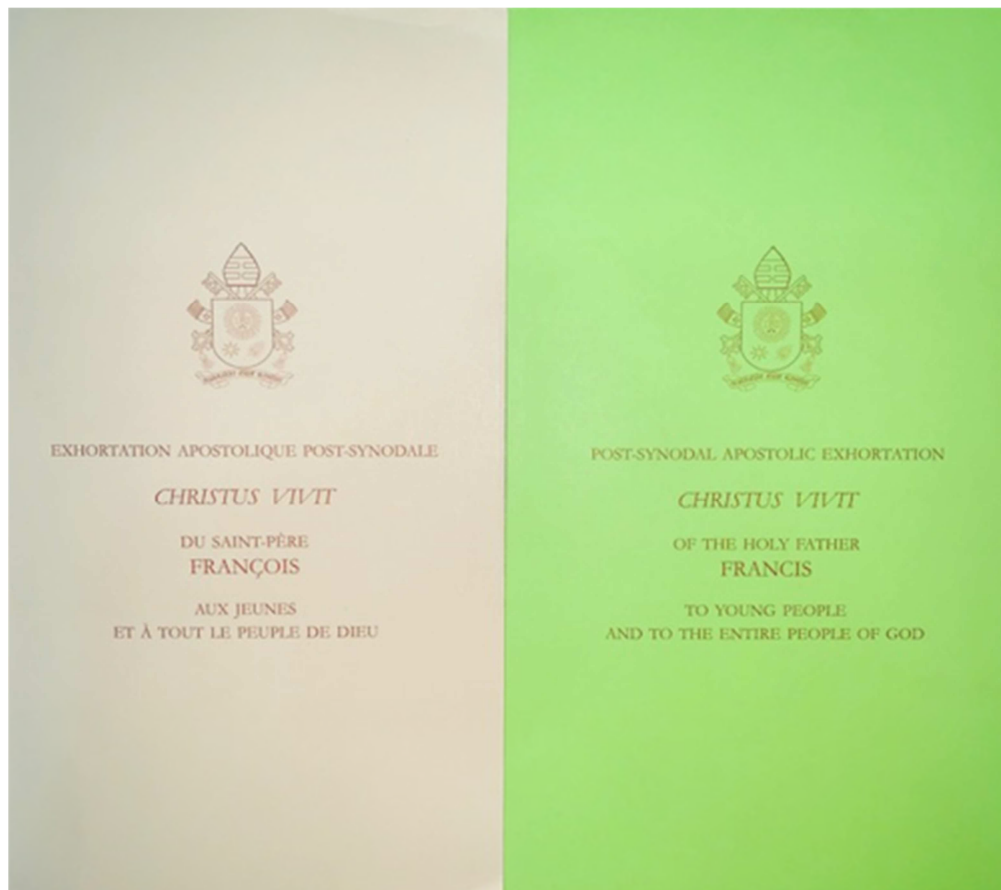 EXHORTATION APOSTOLIQUE POST-SYNODALE
CHRISTUS VIVIT
DU SAINT-PÈRE
FRANÇOIS
AUX JEUNES
ET À TOUT LE PEUPLE DE DIEU
POST-SYNODAL APOSTOLIC EXHORTATION
CHRISTUS VIVIT
OF THE HOLY FATHER
FRANCIS
TO YOUNG PEOPLE
AND TO THE ENTIRE PEOPLE OF GOD